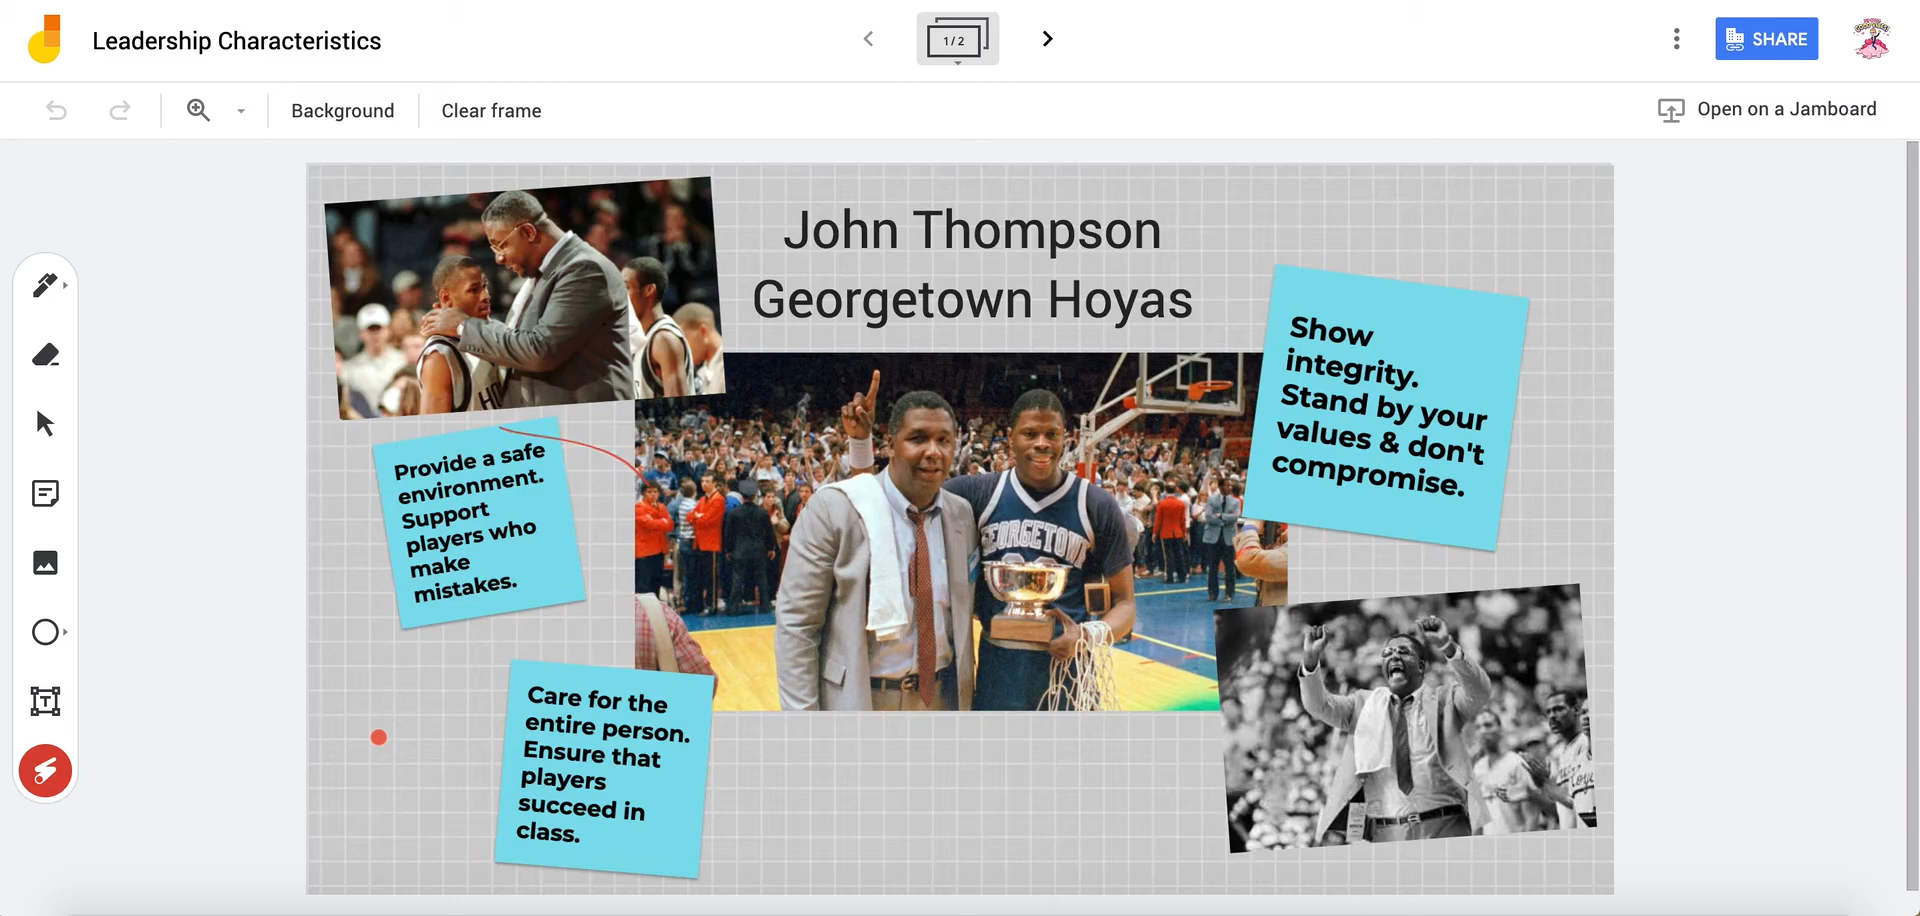 Leadership Characteristics
1/2
SHARE
Background
Clear frame
Open on a Jamboard
John Thompson
Georgetown Hoyas
Show
integrity.
Stand by your
values & don't
compromise.
Provide a safe
environment.
Support
players who
make
mistakes.
GEORGETOWN
Care for the
entire person.
Ensure that
players
succeed in
class.